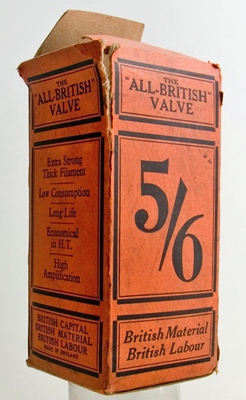 THE
"ALL-BRITISH"
VALVE
Extra Strong
Thick Filament
Low Consumption
Long Life
Economical
in H.T.
High
Amplification
BRITISH CAPITAL
BRITISH MATERIAL
BRITISH LABOUR
MADE IN ENGLAND
THE
"ALL-BRITISH"
VALVE
5/6
British Material
British Labour